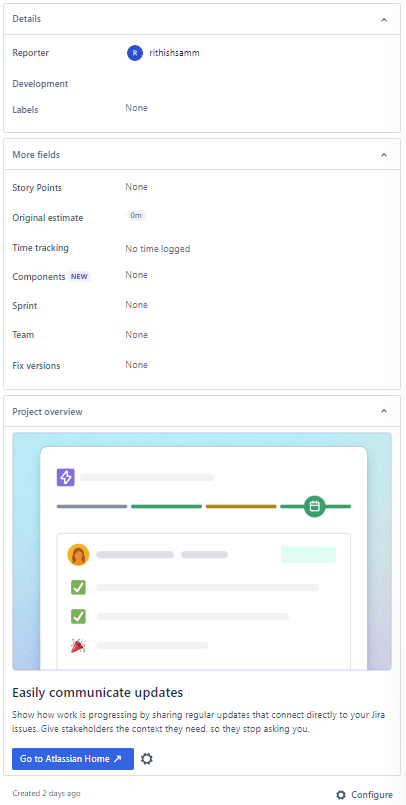 Details
Reporter R rithishsamm
Development
Labels None
More fields
Story Points None
Original estimate 0m
Time tracking No time logged
Components NEW None
Sprint None
Team None
Fix versions None
Project overview
Easily communicate updates
Show how work is progressing by sharing regular updates that connect directly to your Jira
issues. Give stakeholders the context they need, so they stop asking you.
Go to Atlassian Home ↗
Created 2 days ago Configure